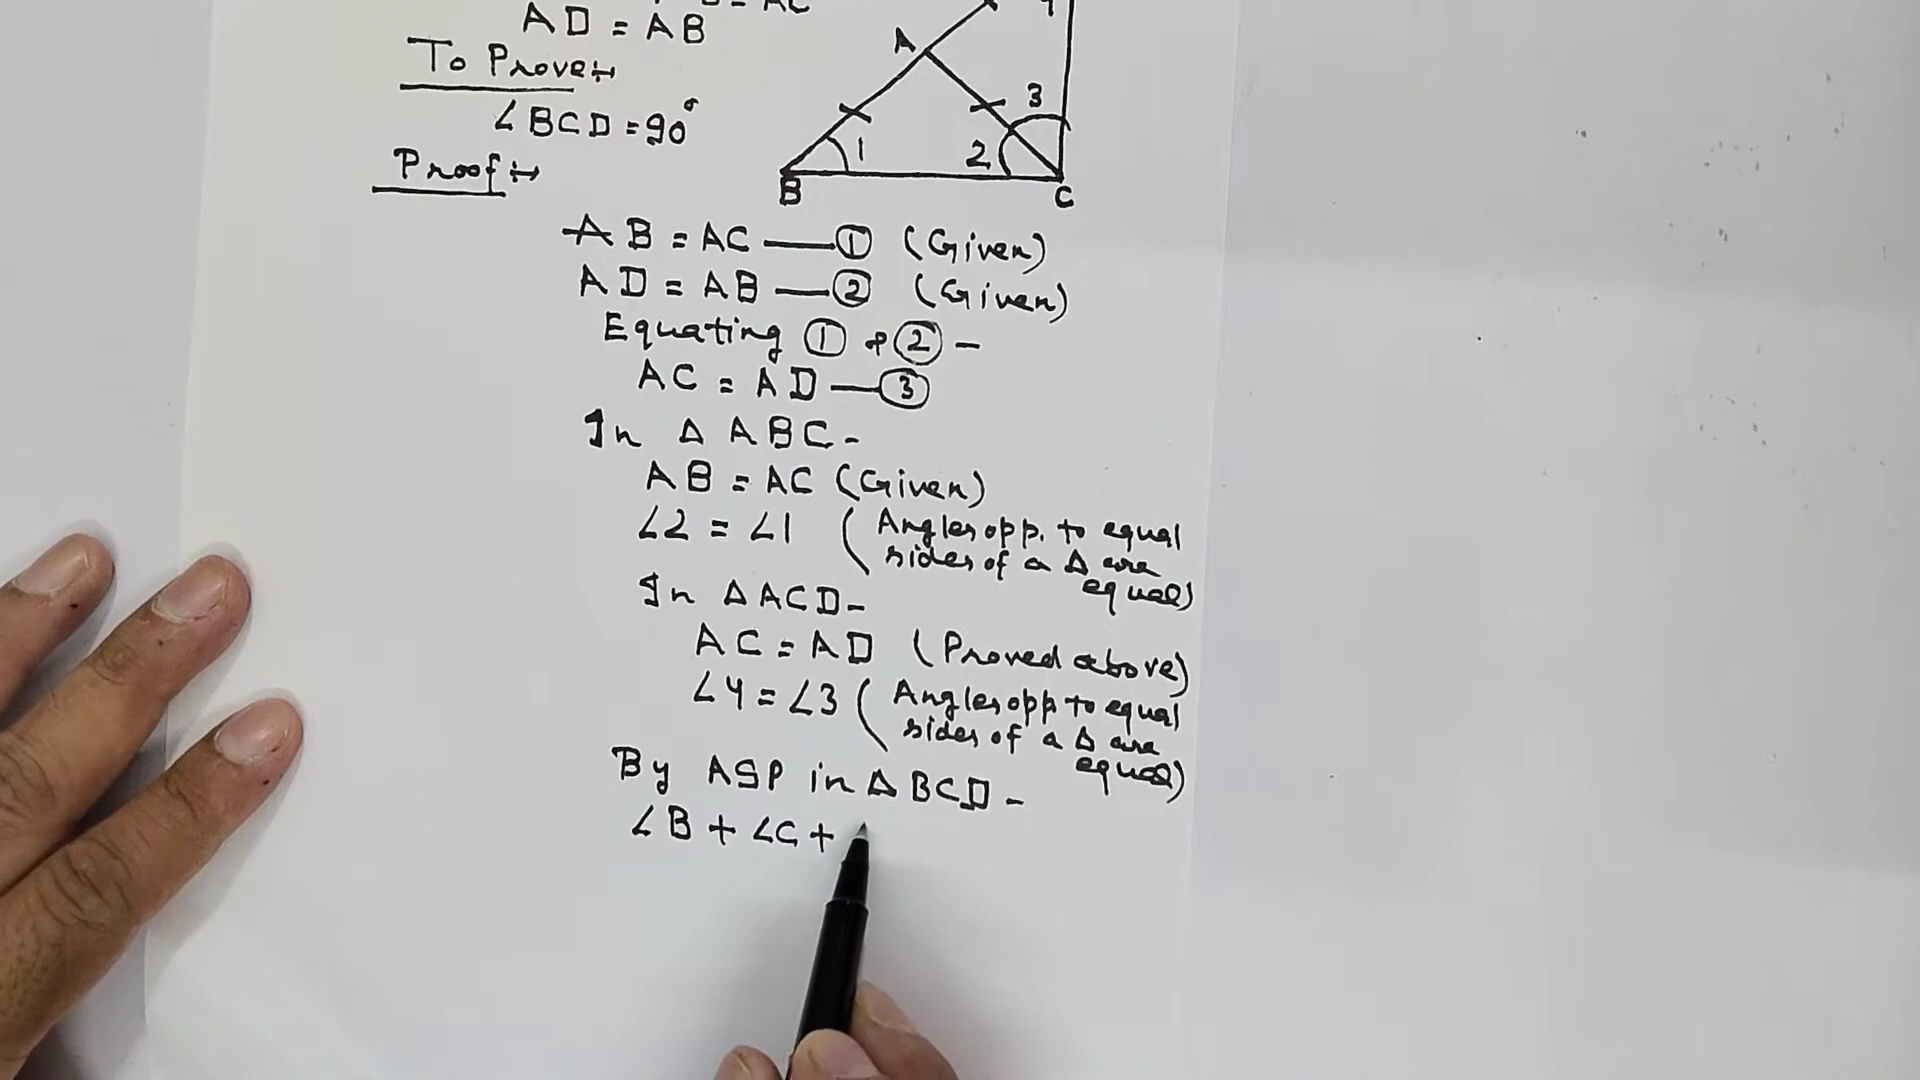 = AC
AD = AB
To Prove:-
∠BCD = 90°
Proof:-
A
4
3
1
2
B
C
AB = AC — ① (Given)
AD = AB — ② (Given)
Equating ① & ② -
AC = AD — ③
In Δ ABC -
AB = AC (Given)
∠2 = ∠1 (Angles opp. to equal
sides of a Δ are
equal)
In Δ ACD -
AC = AD (Proved above)
∠4 = ∠3 (Angles opp to equal
sides of a Δ are
equal)
By ASP in Δ BCD -
∠B + ∠C +